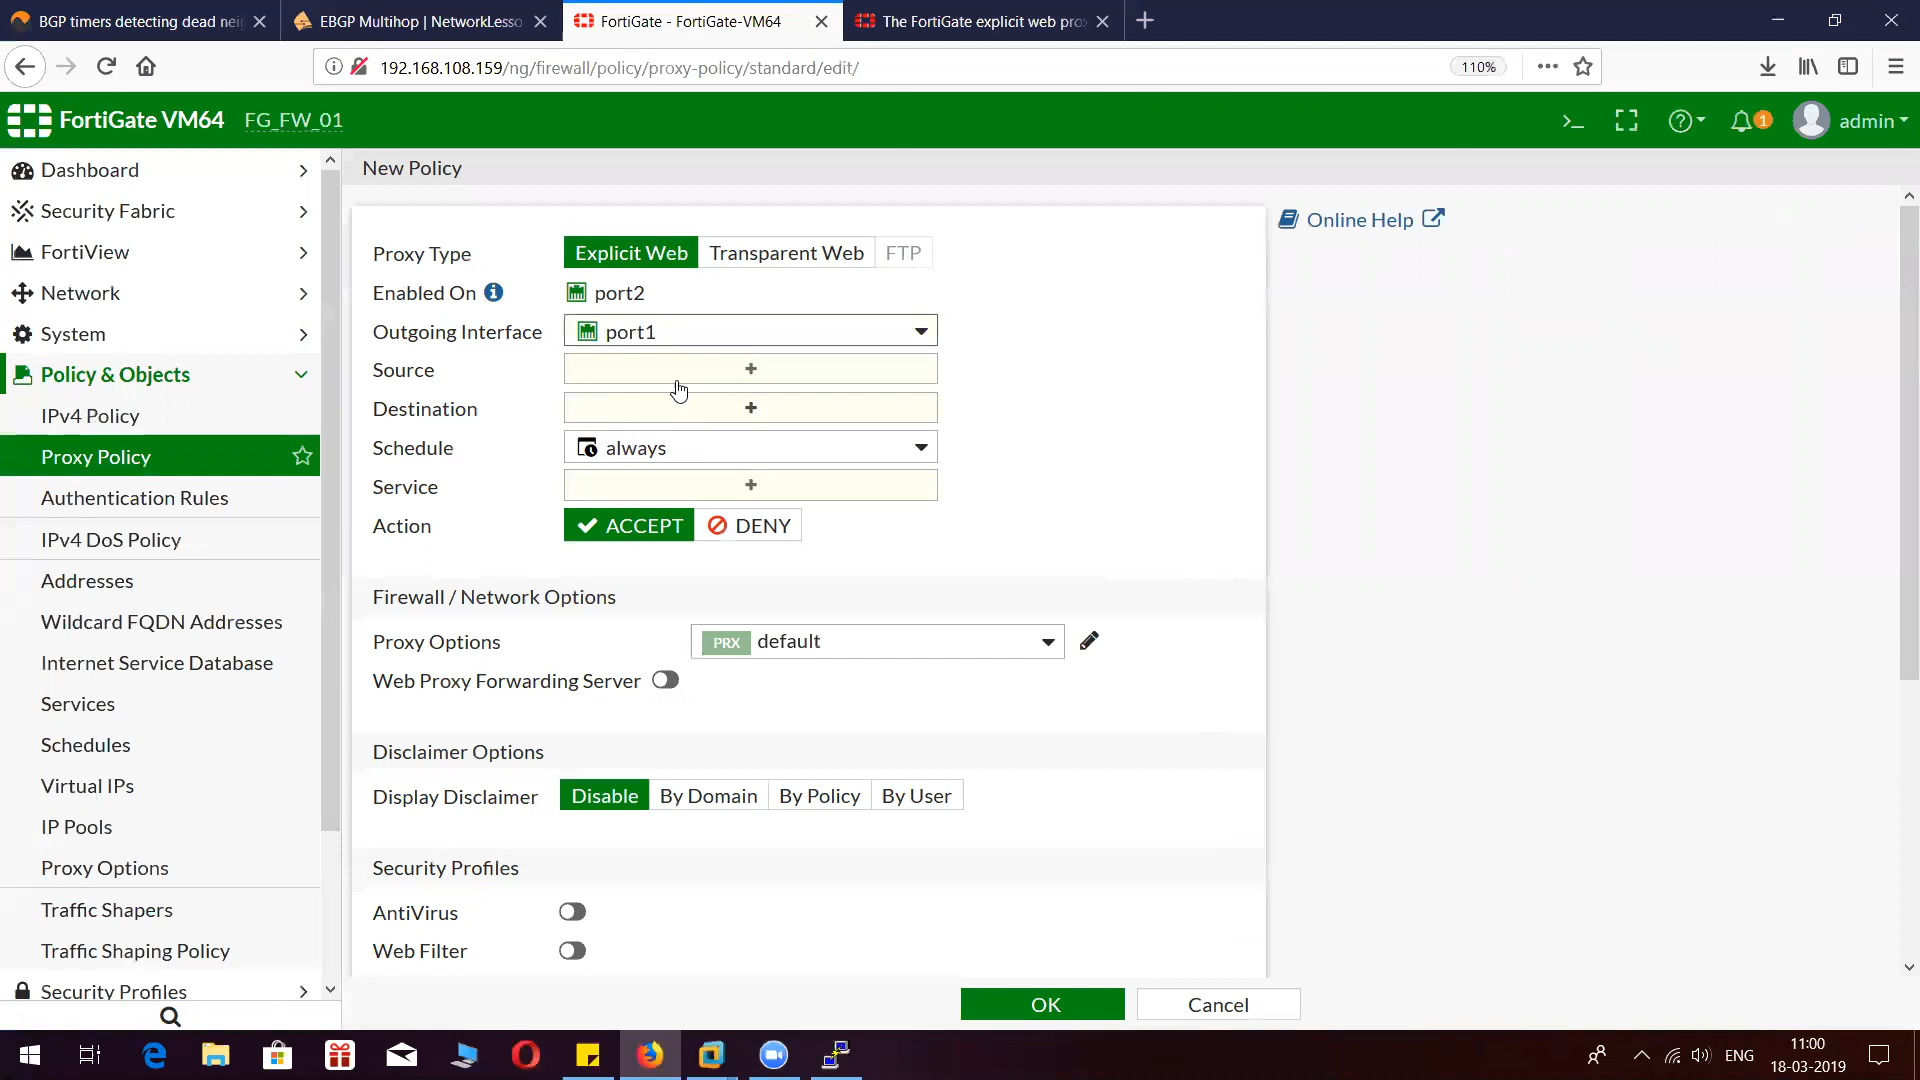 BGP timers detecting dead nei
EBGP Multihop | NetworkLesso
FortiGate - FortiGate-VM64
The FortiGate explicit web pro
192.168.108.159/ng/firewall/policy/proxy-policy/standard/edit/
110%
FortiGate VM64
FG_FW_01
1
admin
Dashboard
Security Fabric
FortiView
Network
System
Policy & Objects
IPv4 Policy
Proxy Policy
Authentication Rules
IPv4 DoS Policy
Addresses
Wildcard FQDN Addresses
Internet Service Database
Services
Schedules
Virtual IPs
IP Pools
Proxy Options
Traffic Shapers
Traffic Shaping Policy
Security Profiles
New Policy
Proxy Type Explicit Web Transparent Web FTP
Enabled On port2
Outgoing Interface port1
Source +
Destination +
Schedule always
Service +
Action ACCEPT DENY
Firewall / Network Options
Proxy Options PRX default
Web Proxy Forwarding Server
Disclaimer Options
Display Disclaimer Disable By Domain By Policy By User
Security Profiles
AntiVirus
Web Filter
OK Cancel
Online Help
ENG
11:00
18-03-2019